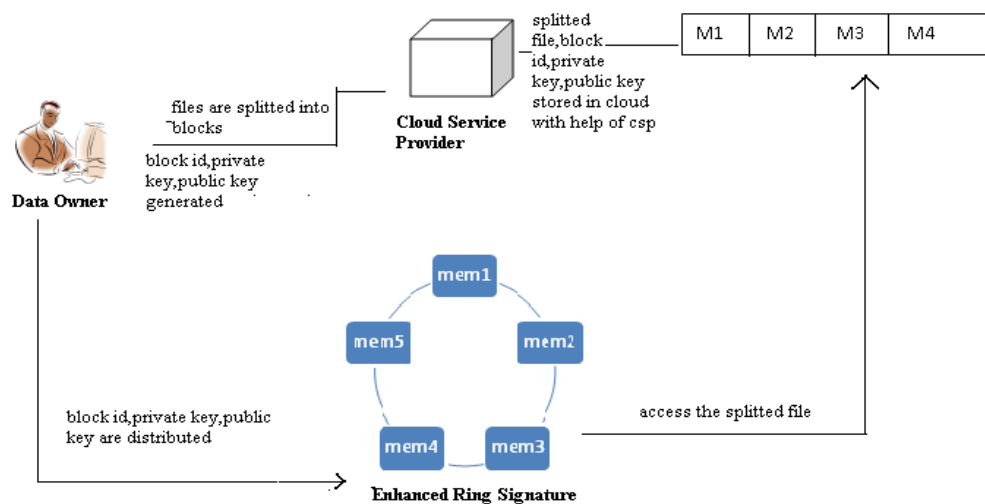 splitted
file,block
id,private
key,public key
stored in cloud
with help of csp
M1 M2 M3 M4
files are splitted into
blocks
Cloud Service
Provider
block id,private
key,public key
generated
Data Owner
mem1
mem5
mem2
mem4
mem3
block id,private key,public
key are distributed
access the splitted file
Enhanced Ring Signature